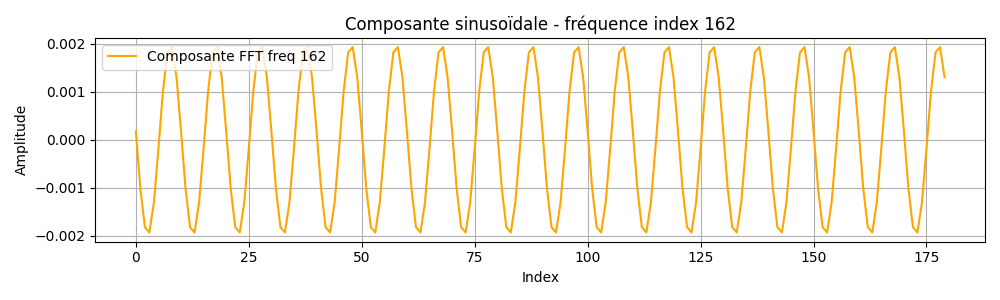 Composante sinusoïdale - fréquence index 162
Composante FFT freq 162
Amplitude
0.002
0.001
0.000
−0.001
−0.002
0 25 50 75 100 125 150 175
Index